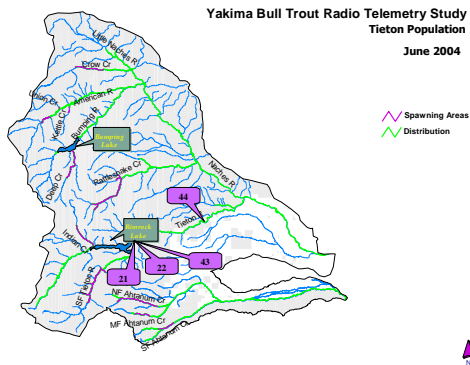 Yakima Bull Trout Radio Telemetry Study
Tieton Population
June 2004
Spawning Areas
Distribution
Little Naches R
Crow Cr
Union Cr
American R
Kettle Cr
Bumping R
Bumping
Lake
Deep Cr
Rattlesnake Cr
Naches R
44
Tieton
Rimrock
Lake
Indian Cr
43
22
21
SF Tieton R
NF Ahtanum Cr
MF Ahtanum Cr
SF Ahtanum Cr
N